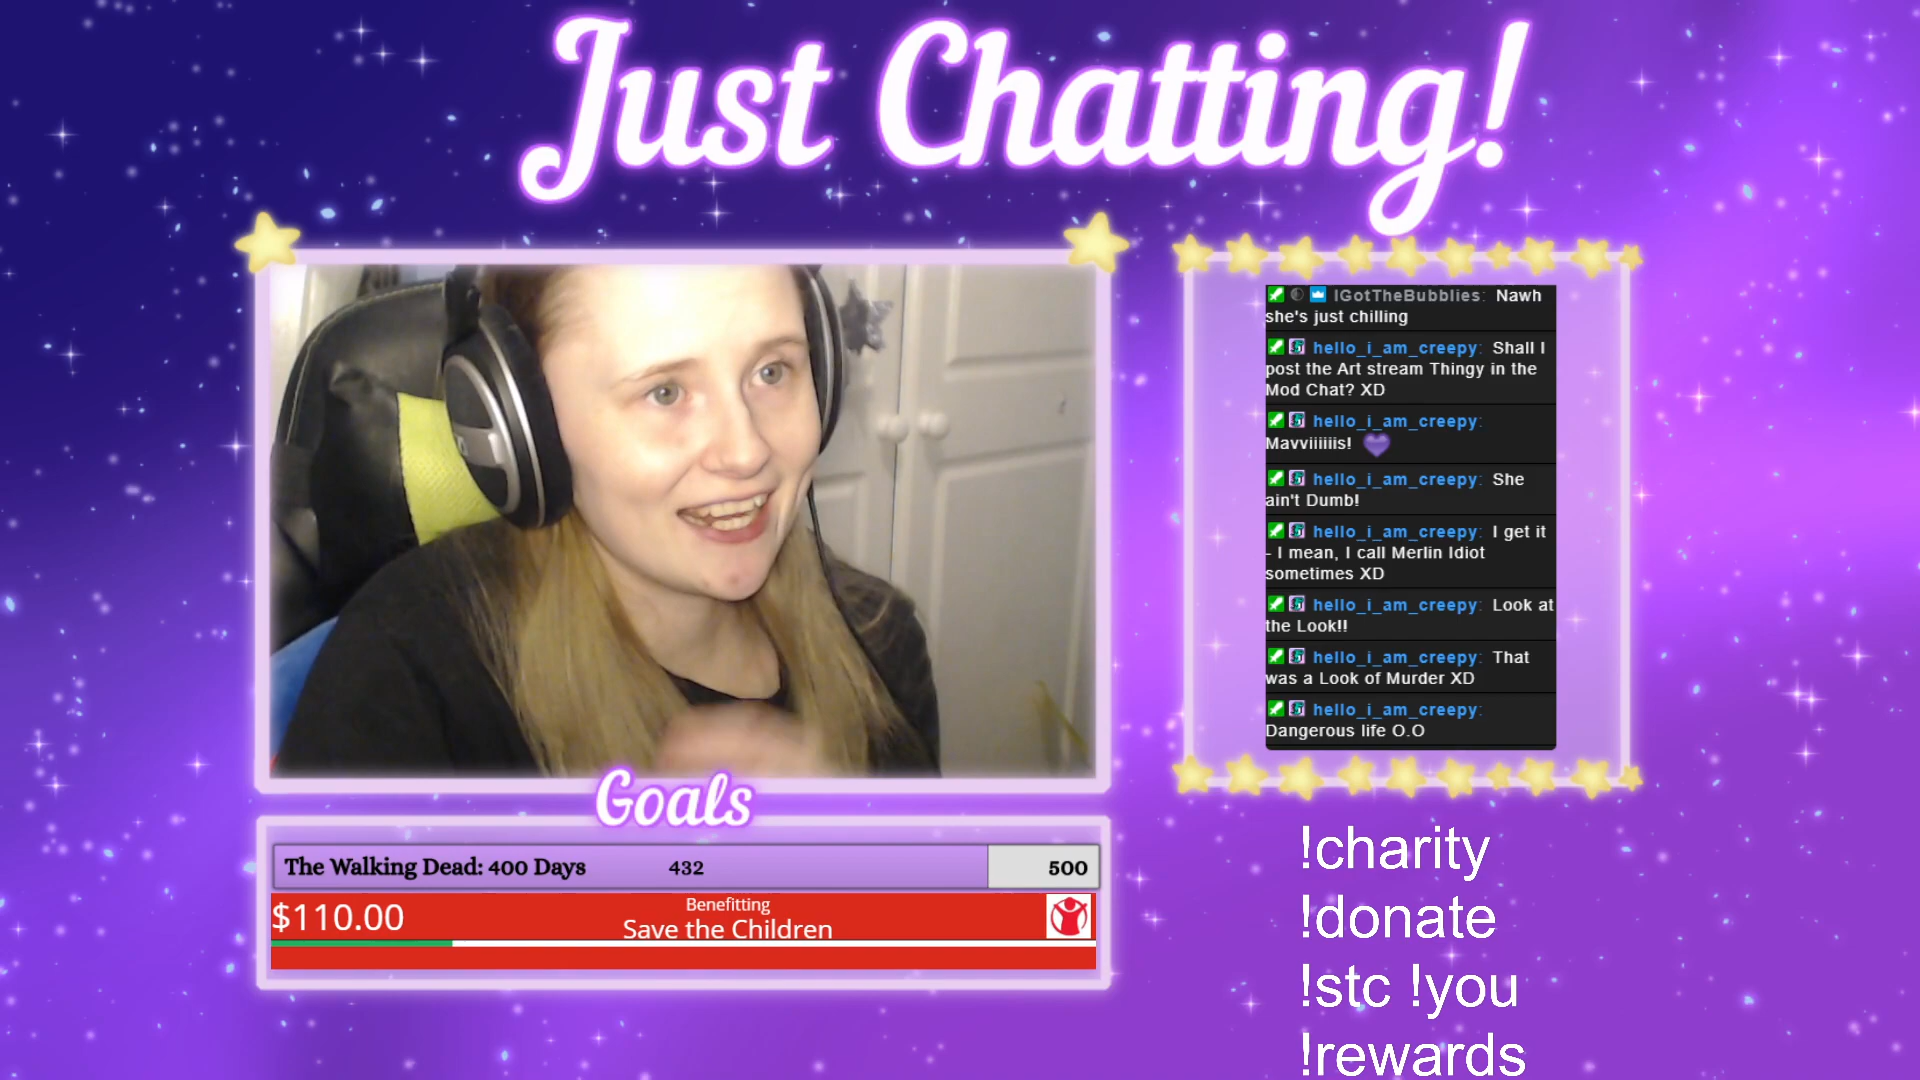 Just Chatting!
IGotTheBubblies: Nawh
she's just chilling
hello_i_am_creepy: Shall I
post the Art stream Thingy in the
Mod Chat? XD
hello_i_am_creepy:
Mavviiiiiis!
hello_i_am_creepy: She
ain't Dumb!
hello_i_am_creepy: I get it
- I mean, I call Merlin Idiot
sometimes XD
hello_i_am_creepy: Look at
the Look!!
hello_i_am_creepy: That
was a Look of Murder XD
hello_i_am_creepy:
Dangerous life O.O
Goals
The Walking Dead: 400 Days 432 500
$110.00
Benefitting
Save the Children
!charity
!donate
!stc !you
!rewards